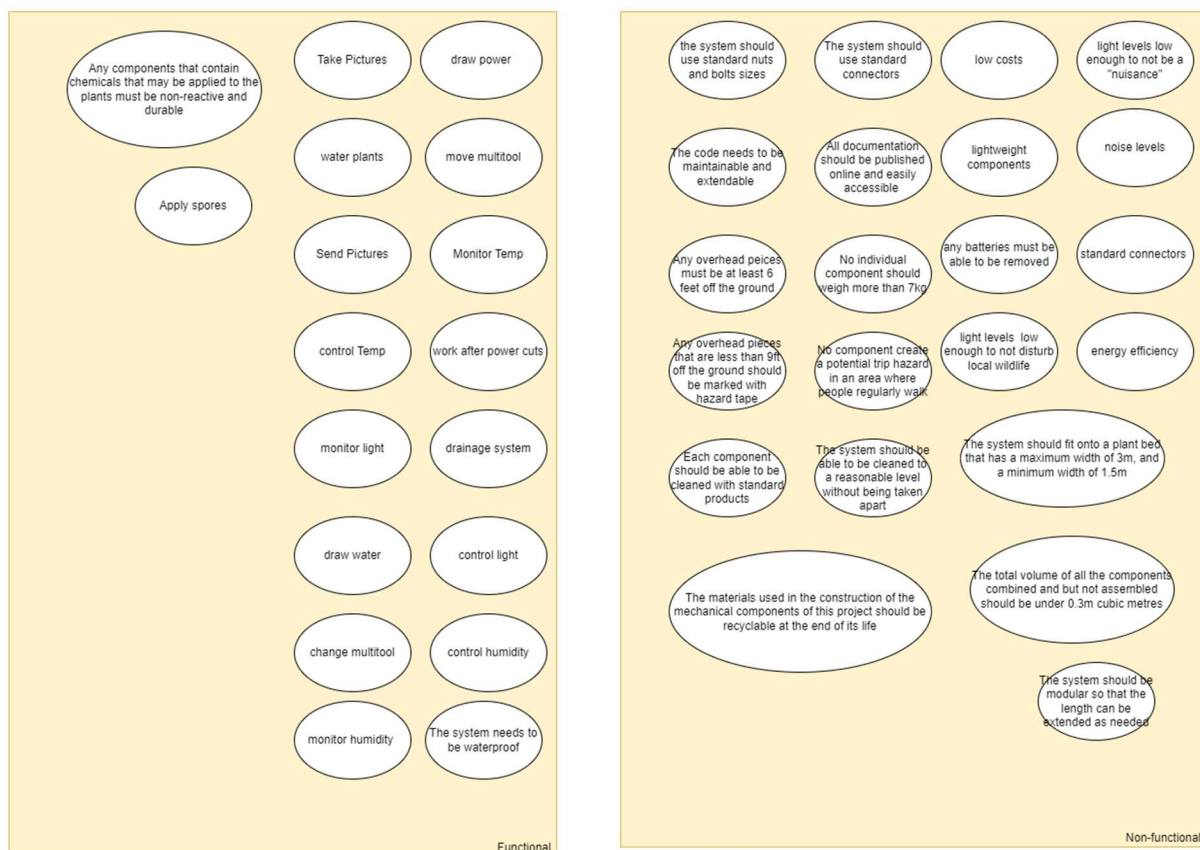 Any components that contain
chemicals that may be applied to the
plants must be non-reactive and
durable
Apply spores
Take Pictures
draw power
water plants
move multitool
Send Pictures
Monitor Temp
control Temp
work after power cuts
monitor light
drainage system
draw water
control light
change multitool
control humidity
monitor humidity
The system needs to
be waterproof
Functional
the system should
use standard nuts
and bolts sizes
The system should
use standard
connectors
low costs
light levels low
enough to not be a
"nuisance"
The code needs to be
maintainable and
extendable
All documentation
should be published
online and easily
accessible
lightweight
components
noise levels
Any overhead peices
must be at least 6
feet off the ground
No individual
component should
weigh more than 7kg
any batteries must be
able to be removed
standard connectors
Any overhead pieces
that are less than 9ft
off the ground should
be marked with
hazard tape
No component create
a potential trip hazard
in an area where
people regularly walk
light levels low
enough to not disturb
local wildlife
energy efficiency
Each component
should be able to be
cleaned with standard
products
The system should be
able to be cleaned to
a reasonable level
without being taken
apart
The system should fit onto a plant bed
that has a maximum width of 3m, and
a minimum width of 1.5m
The materials used in the construction of the
mechanical components of this project should be
recyclable at the end of its life
The total volume of all the components
combined and but not assembled
should be under 0.3m cubic metres
The system should be
modular so that the
length can be
extended as needed
Non-functional